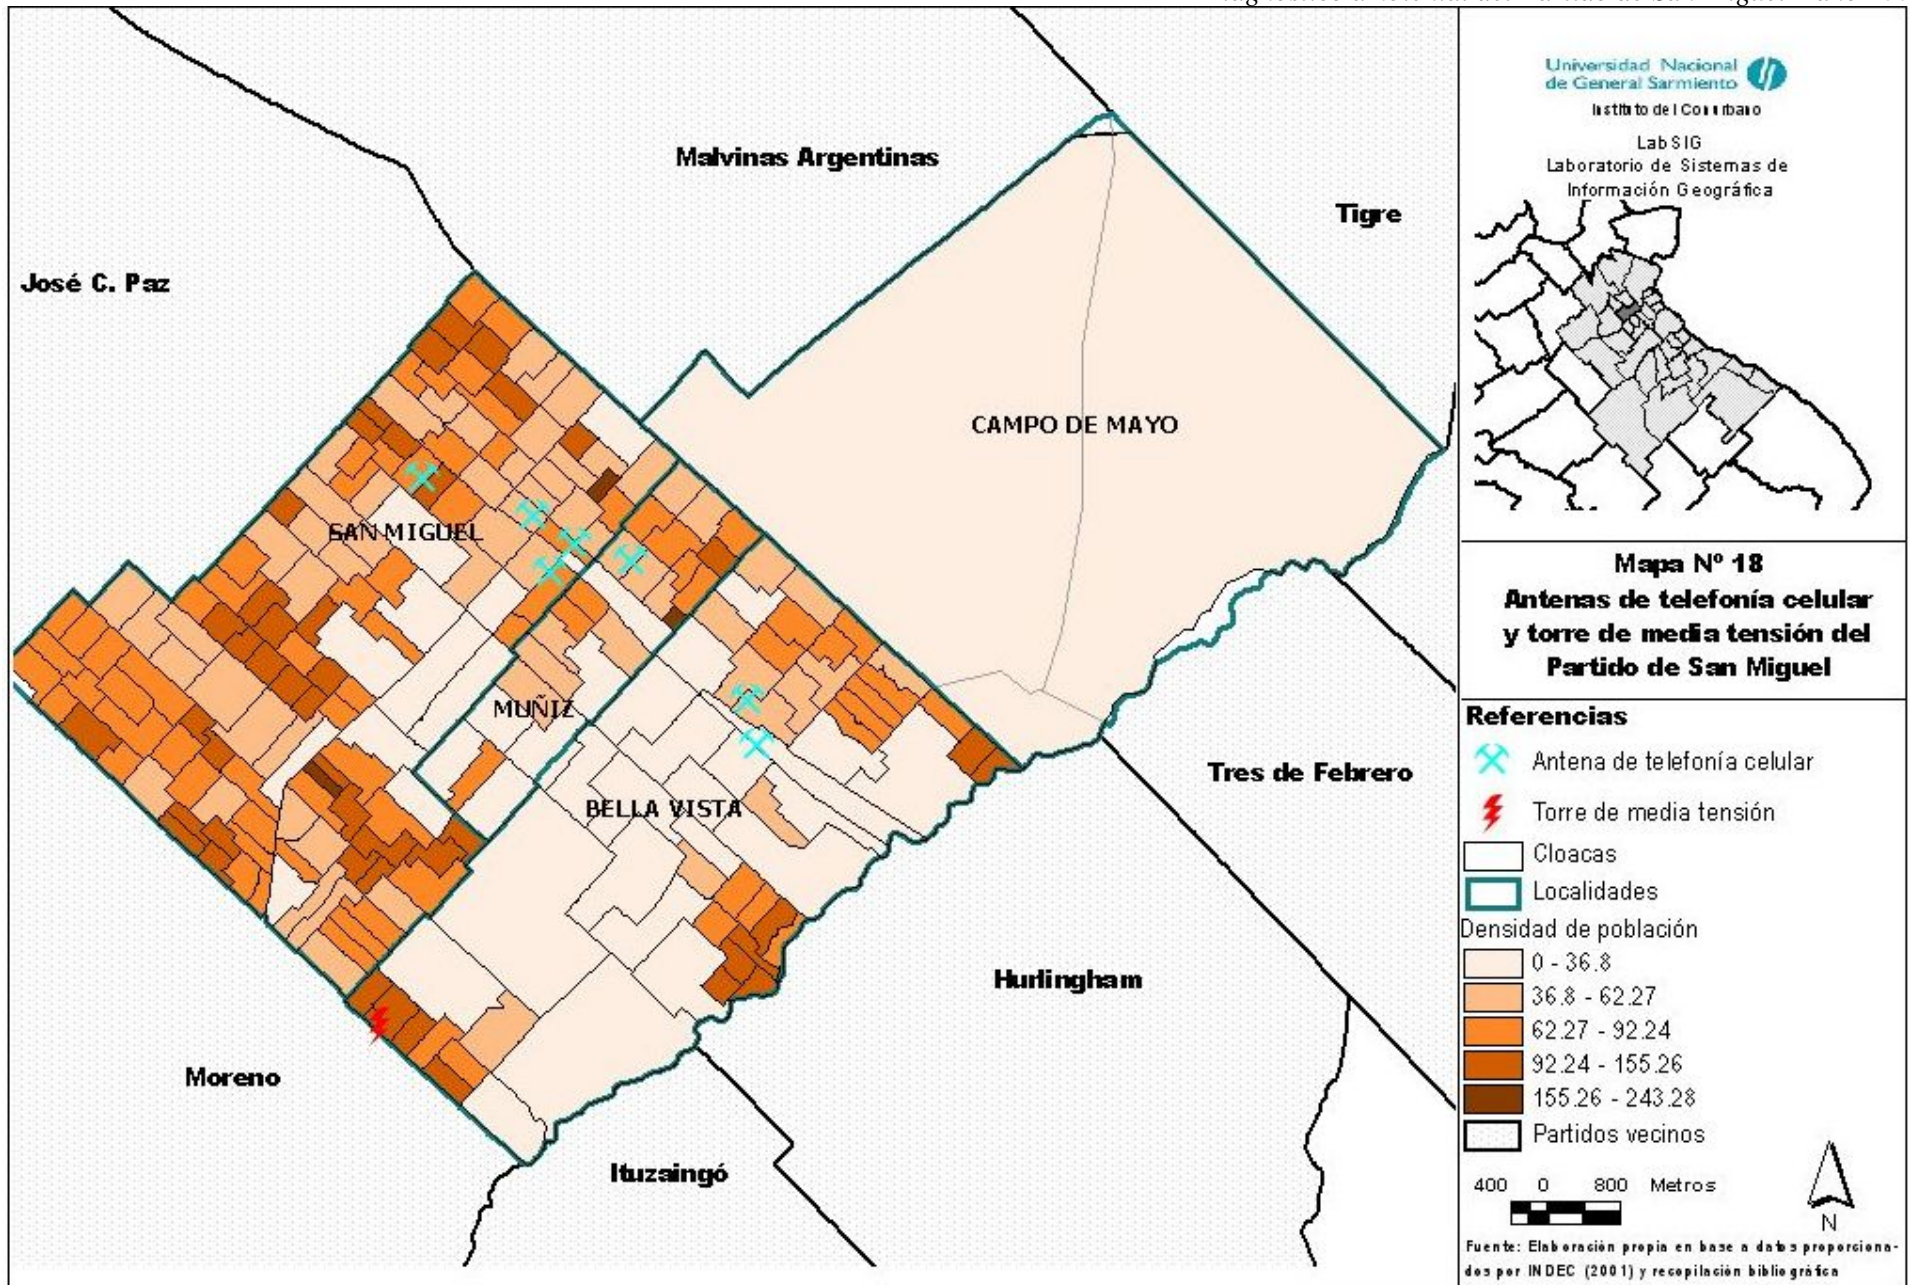 Malvinas Argentinas
Tigre
José C. Paz
CAMPO DE MAYO
SAN MIGUEL
MUÑIZ
BELLA VISTA
Tres de Febrero
Hurlingham
Moreno
Ituzaingó
Universidad Nacional
de General Sarmiento
Instituto del Conurbano
LabSIG
Laboratorio de Sistemas de
Información Geográfica
Mapa Nº 18
Antenas de telefonía celular
y torre de media tensión del
Partido de San Miguel
Referencias
Antena de telefonía celular
Torre de media tensión
Cloacas
Localidades
Densidad de población
0 - 36.8
36.8 - 62.27
62.27 - 92.24
92.24 - 155.26
155.26 - 243.28
Partidos vecinos
400 0 800 Metros
N
Fuente: Elaboración propia en base a datos proporciona-
dos por INDEC (2001) y recopilación bibliográfica